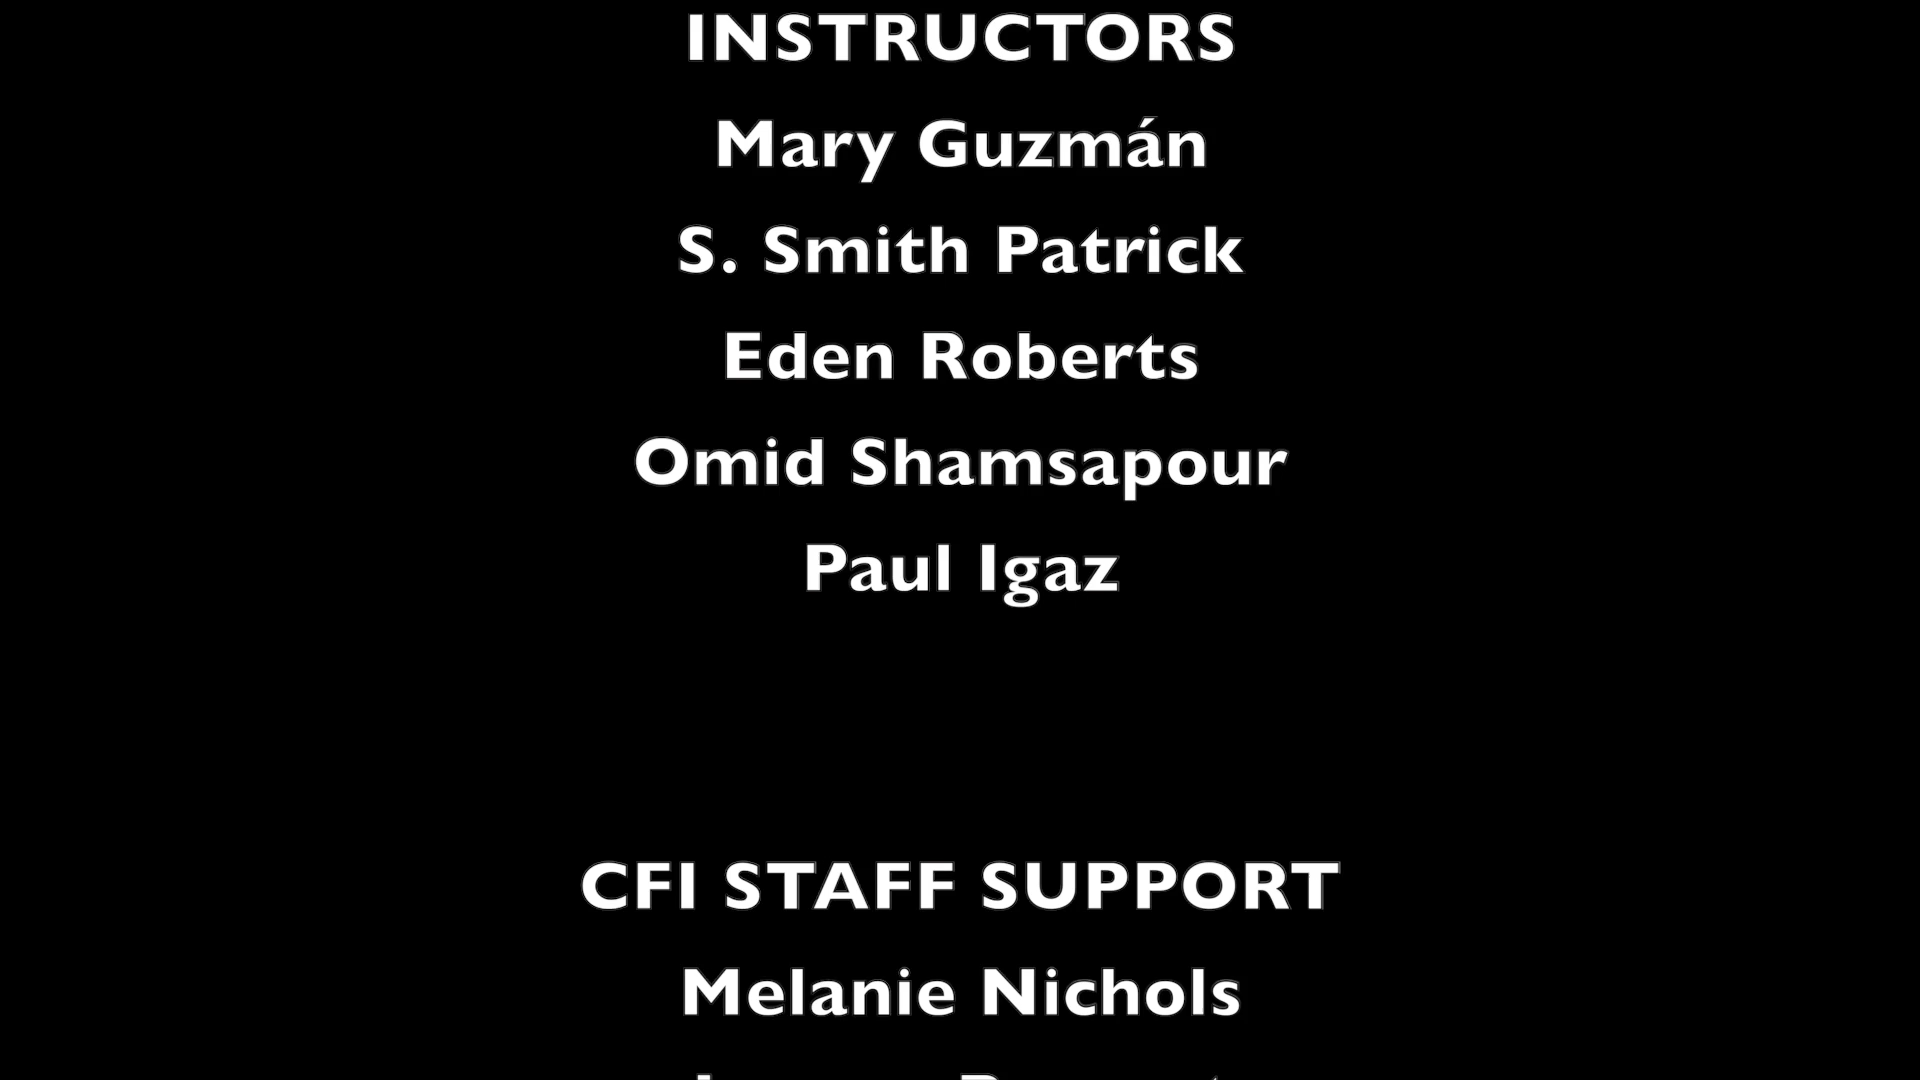 INSTRUCTORS
Mary Guzmán
S. Smith Patrick
Eden Roberts
Omid Shamsapour
Paul Igaz
CFI STAFF SUPPORT
Melanie Nichols